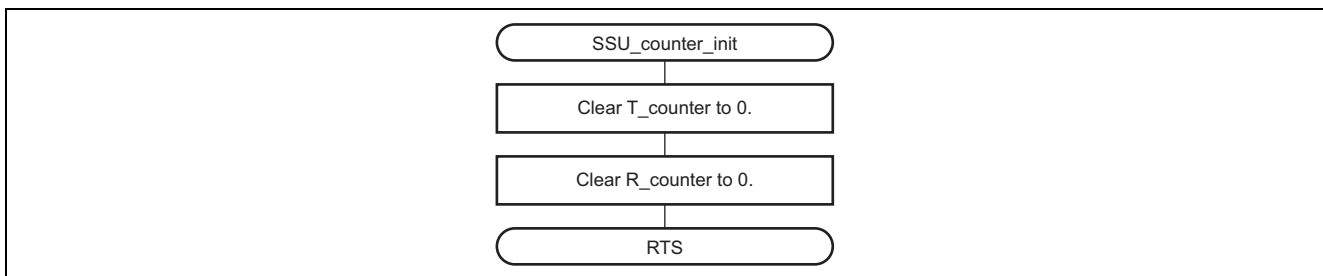 SSU_counter_init
Clear T_counter to 0.
Clear R_counter to 0.
RTS